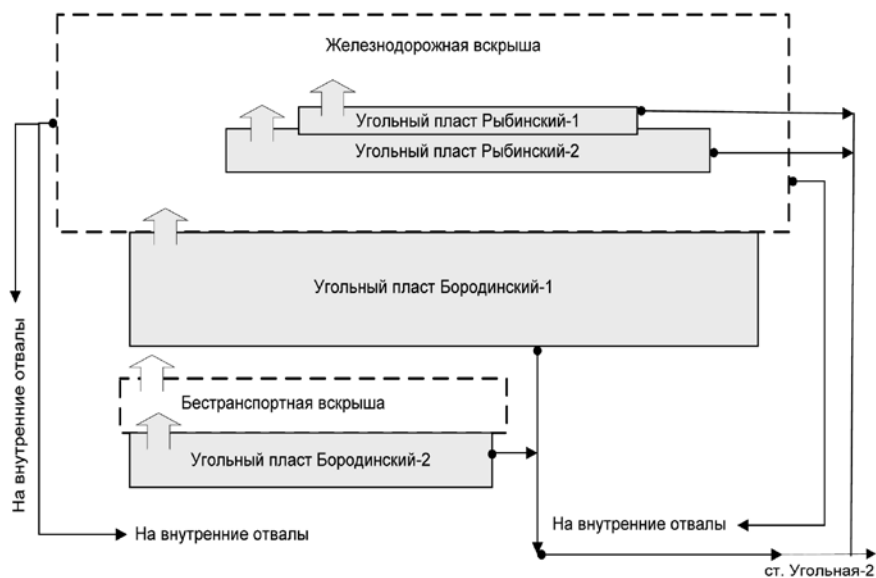 Железнодорожная вскрыша
Угольный пласт Рыбинский-1
Угольный пласт Рыбинский-2
Угольный пласт Бородинский-1
На внутренние отвалы
Бестранспортная вскрыша
Угольный пласт Бородинский-2
На внутренние отвалы
На внутренние отвалы
ст. Угольная-2